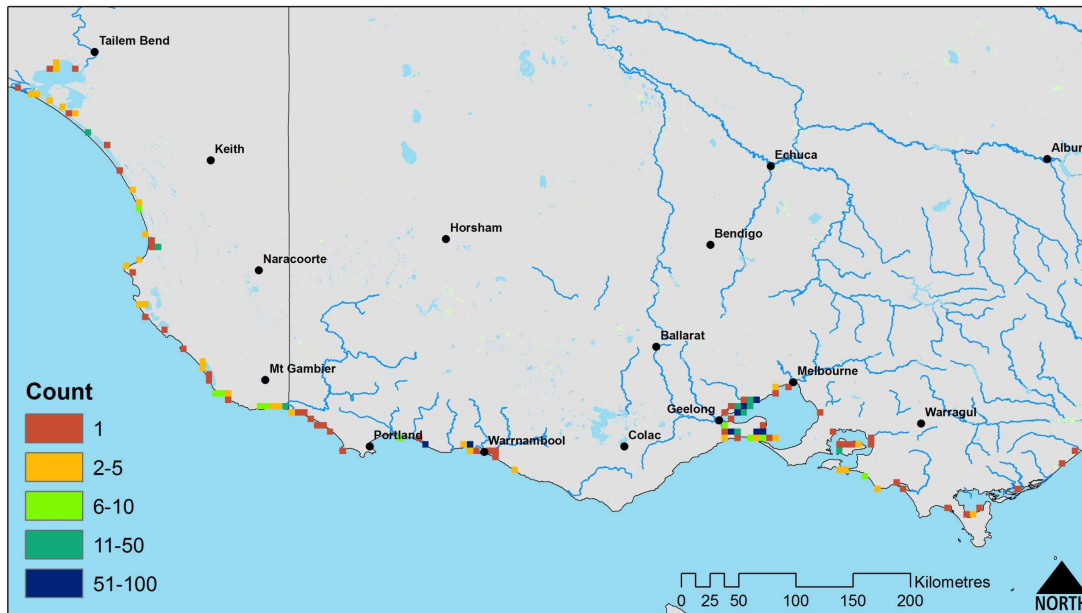 Tailem Bend
Keith
Echuca
Albur
Horsham
Bendigo
Naracoorte
Ballarat
Mt Gambier
Melbourne
Count
1
2-5
6-10
11-50
51-100
Geelong
Warragul
Portland
Warrnambool
Colac
Kilometres
0 25 50 100 150 200
NORTH